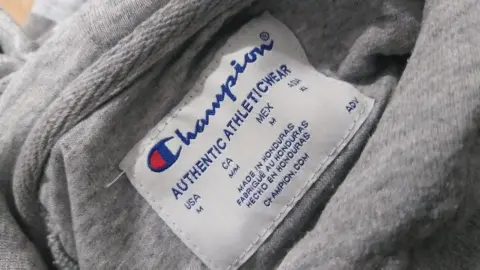 Champion®
AUTHENTIC ATHLETICWEAR
USA CA MEX ASIA
M M/M M XL
MADE IN HONDURAS
FABRIQUÉ AU HONDURAS
HECHO EN HONDURAS
CHAMPION.COM
ADV